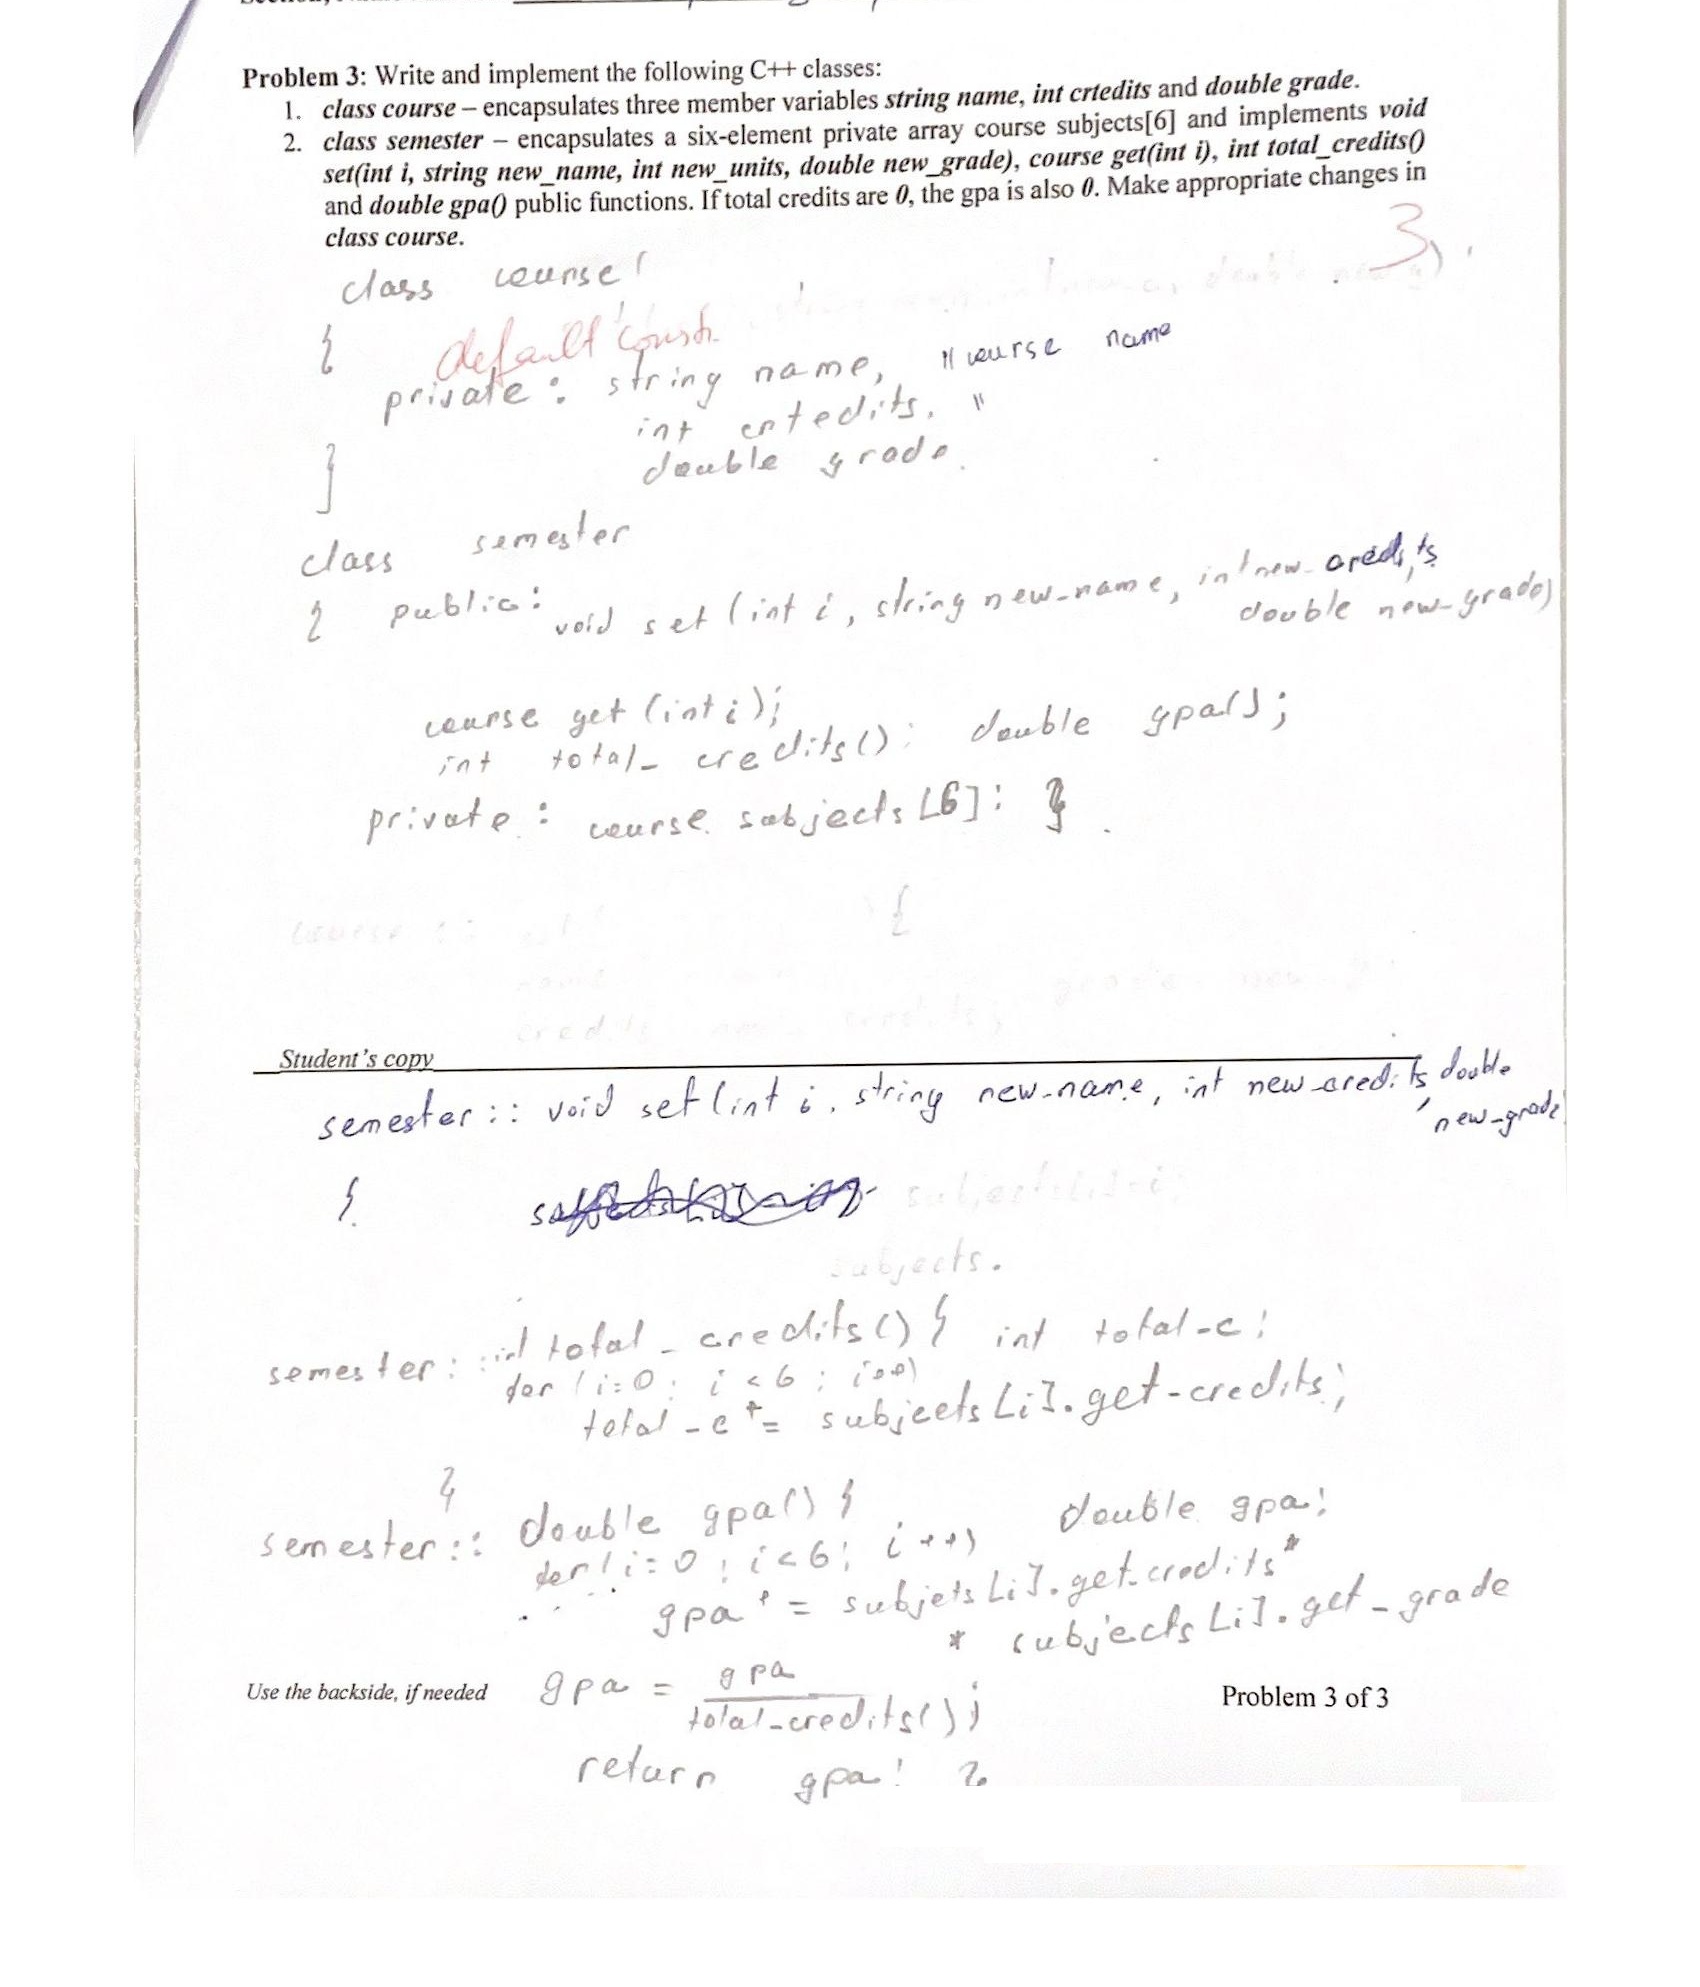 Problem 3: Write and implement the following C++ classes:
1. class course – encapsulates three member variables string name, int crtedits and double grade.
2. class semester – encapsulates a six-element private array course subjects[6] and implements void
set(int i, string new_name, int new_units, double new_grade), course get(int i), int total_credits()
and double gpa() public functions. If total credits are 0, the gpa is also 0. Make appropriate changes in
class course.
3
class course
{ default const.
private: string name, // course name
int crtedits. "
double grade.
}
class semester
{ public: void set (int i, string new-name, int new-credits,
double new-grade)
course get (int i);
int total_credits(); double gpa();
private: course subjects [6]; }
{
Student's copy
semester:: void set (int i, string new-name, int new-credits, double
new-grade
{
subjects.
semester:: int total_credits() { int total-c;
for (i=0; i<6; i++)
total-c += subjects [i].get-credits;
}
semester:: double gpa() { double gpa;
for (i=0; i<6; i++)
gpa += subjets [i].get-credits *
* subjects [i].get_grade
Use the backside, if needed
gpa = gpa
total-credits();
Problem 3 of 3
return gpa; }